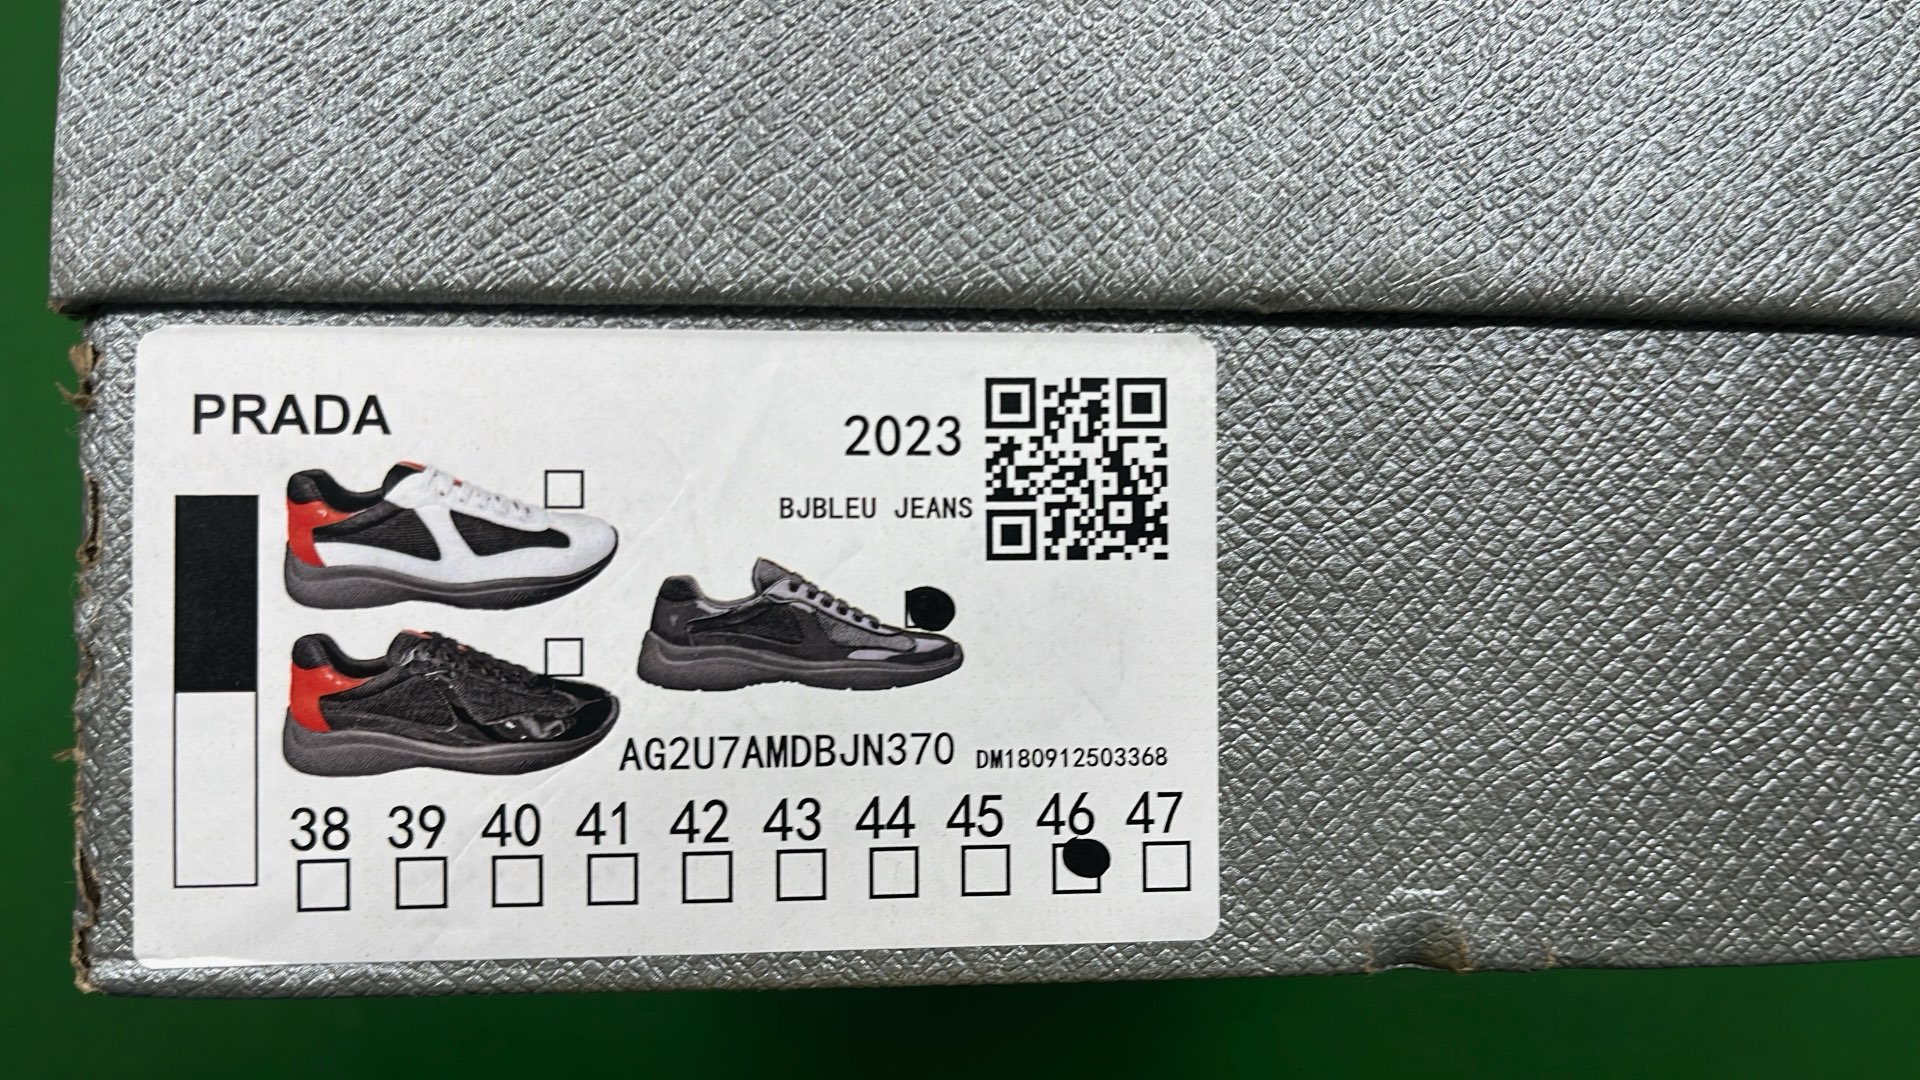 PRADA
2023
BJBLEU JEANS
AG2U7AMDBJN370 DM180912503368
38 39 40 41 42 43 44 45 46 47